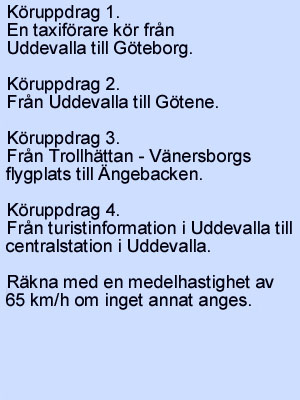 Köruppdrag 1.
En taxiförare kör från
Uddevalla till Göteborg.
Köruppdrag 2.
Från Uddevalla till Götene.
Köruppdrag 3.
Från Trollhättan - Vänersborgs
flygplats till Ängebacken.
Köruppdrag 4.
Från turistinformation i Uddevalla till
centralstation i Uddevalla.
Räkna med en medelhastighet av
65 km/h om inget annat anges.